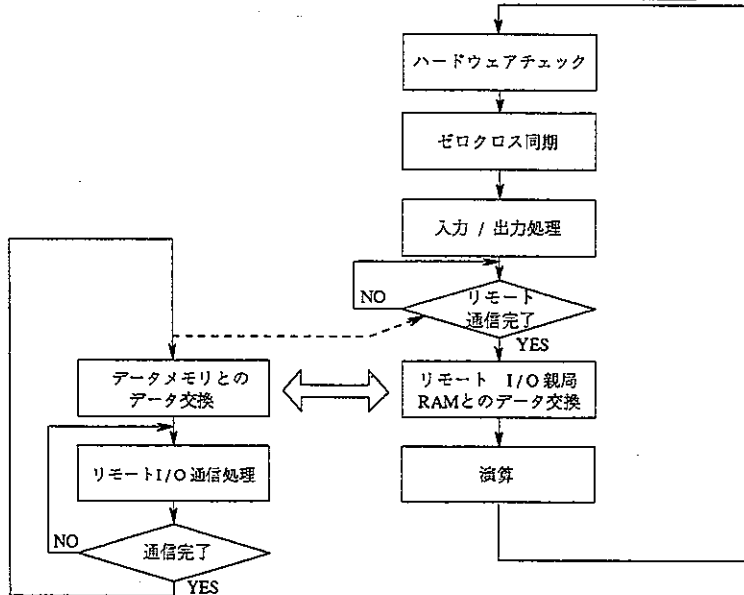 ハードウェアチェック
ゼロクロス同期
入力 / 出力処理
NO
リモート
通信完了
YES
データメモリとの
データ交換
リモート I/O親局
RAMとのデータ交換
リモートI/O通信処理
演算
NO
通信完了
YES